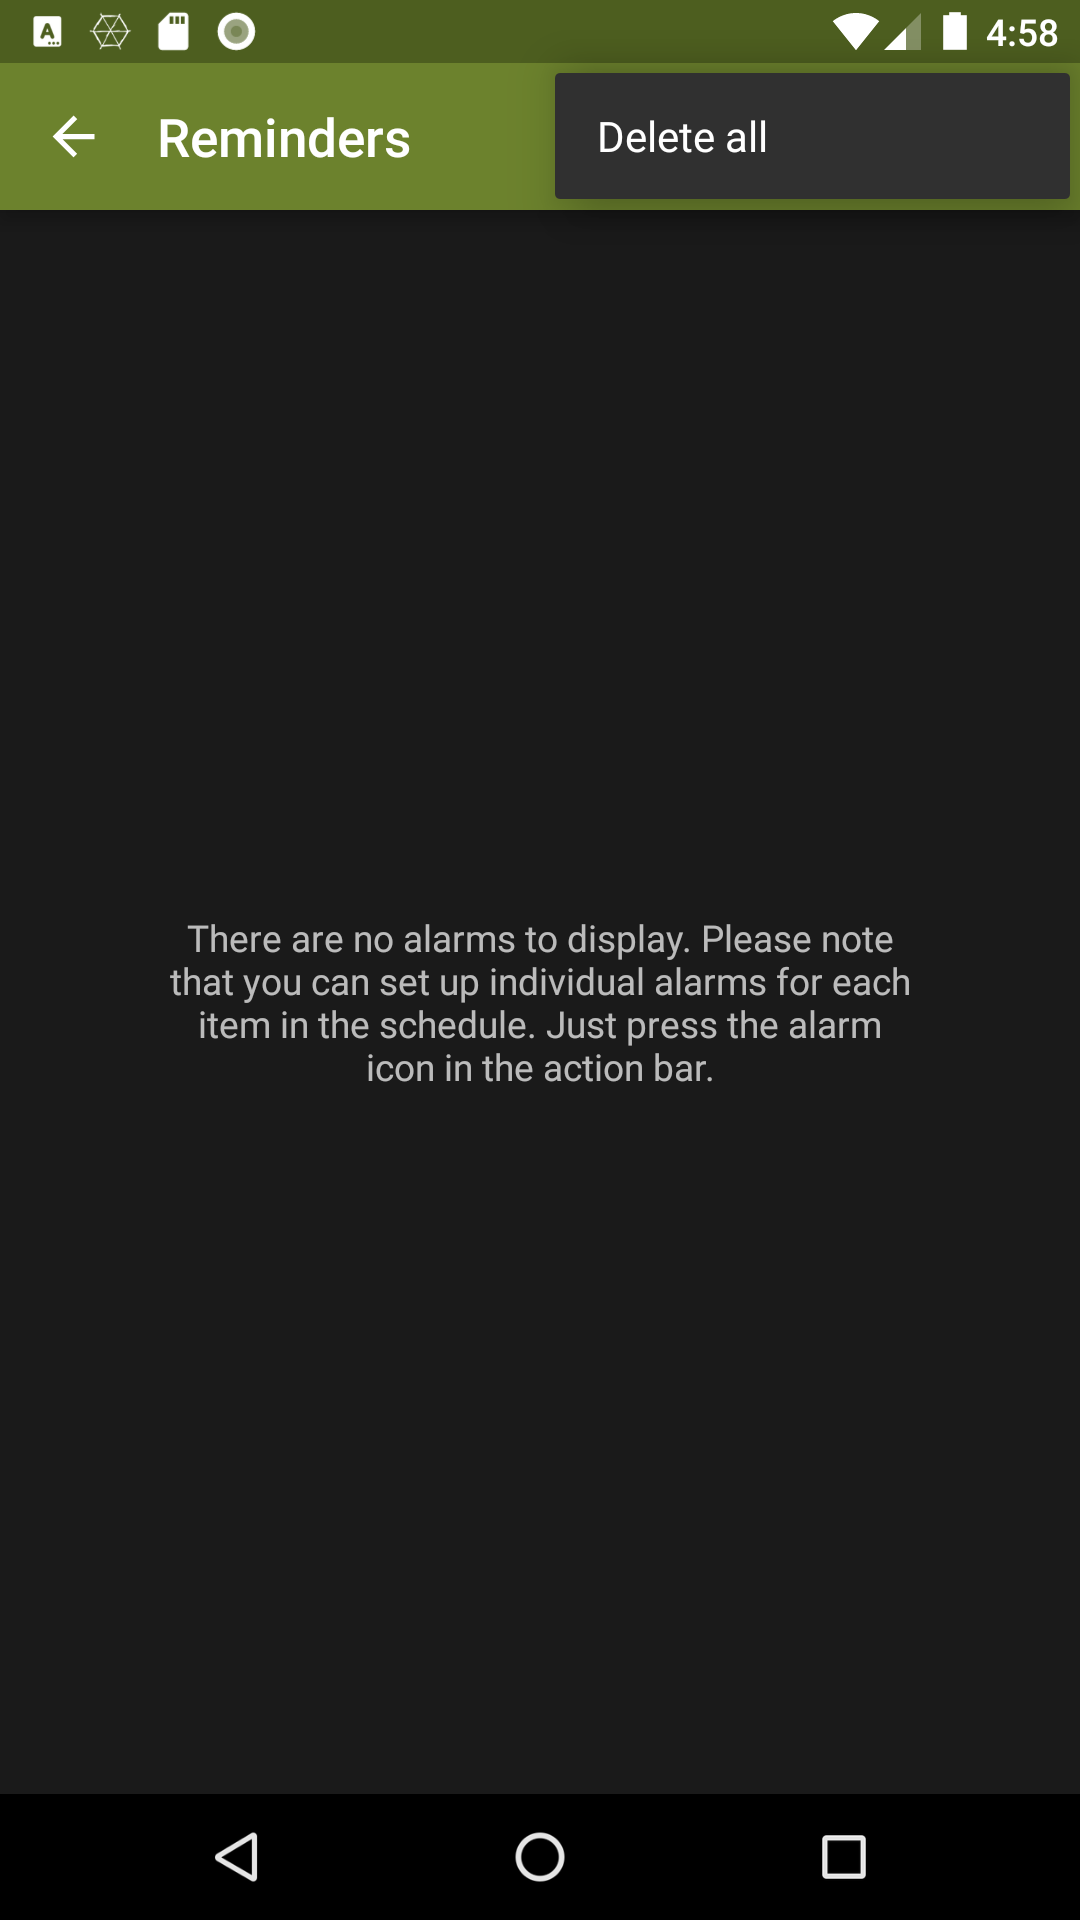 4:58
Reminders
Delete all
There are no alarms to display. Please note
that you can set up individual alarms for each
item in the schedule. Just press the alarm
icon in the action bar.